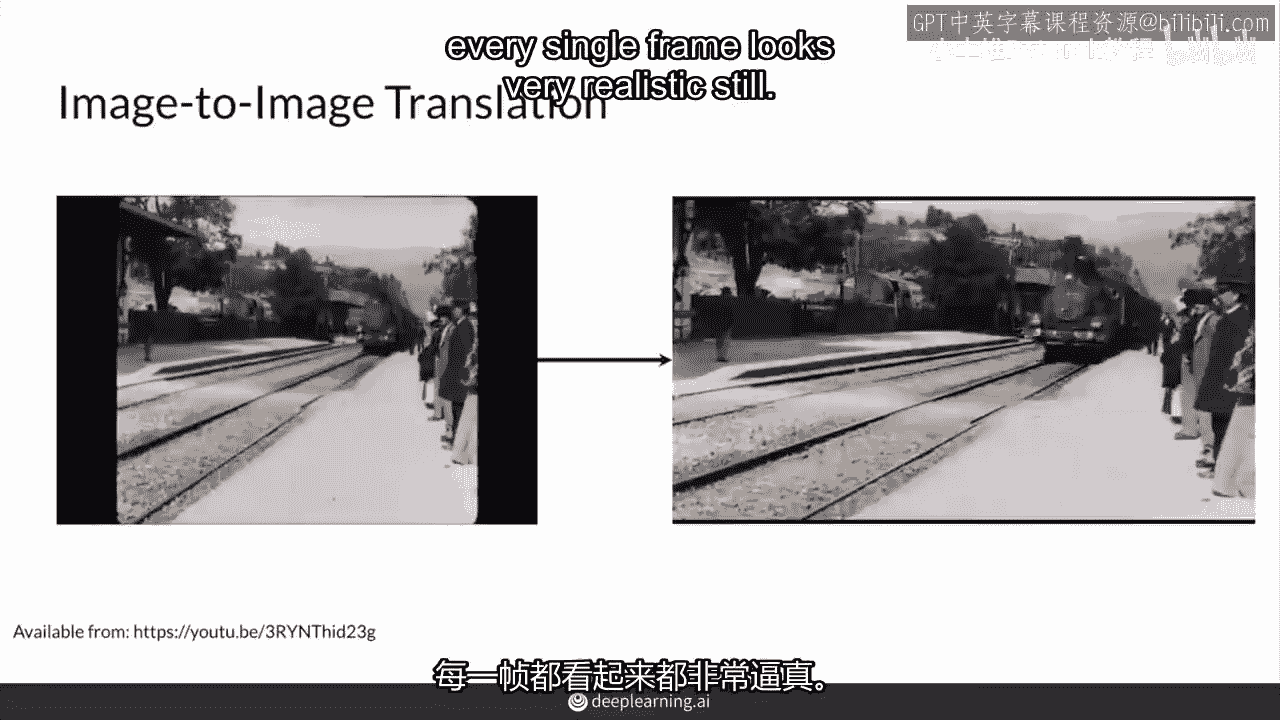 GPT中英字幕课程资源@bilibili.com
every single frame looks
very realistic still.
Image-to-Image Translation
Available from: https://youtu.be/3RYNThid23g
每一帧都看起来都非常逼真。
deeplearning.ai